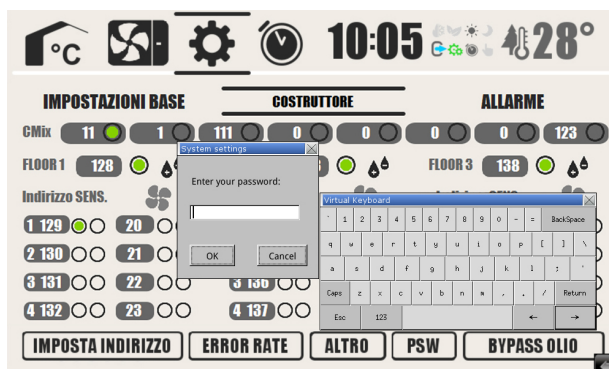 °C 10:05 28°
IMPOSTAZIONI BASE COSTRUTTORE ALLARME
CMix 11 1 111 0 0 0 0 123
FLOOR 1 128 FLOOR 3 138
Indirizzo SENS.
1 129 20
2 130 21
3 131 22 3 136
4 132 23 4 137
System settings
Enter your password:
OK Cancel
Virtual Keyboard
` 1 2 3 4 5 6 7 8 9 0 - = BackSpace
q w e r t y u i o p [ ] \
a s d f g h j k l ; '
Caps z x c v b n m , . / Return
Esc 123 ← →
IMPOSTA INDIRIZZO ERROR RATE ALTRO PSW BYPASS OLIO